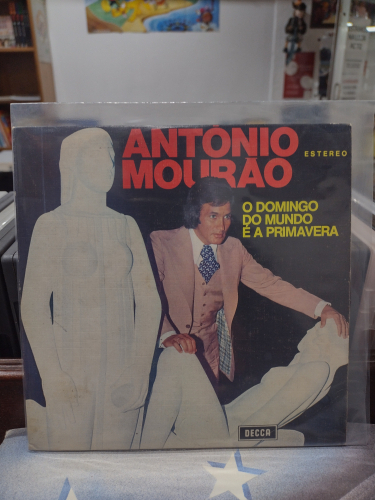 ANTONIO
MOURÃO
ESTEREO
O DOMINGO
DO MUNDO
É A PRIMAVERA
DECCA